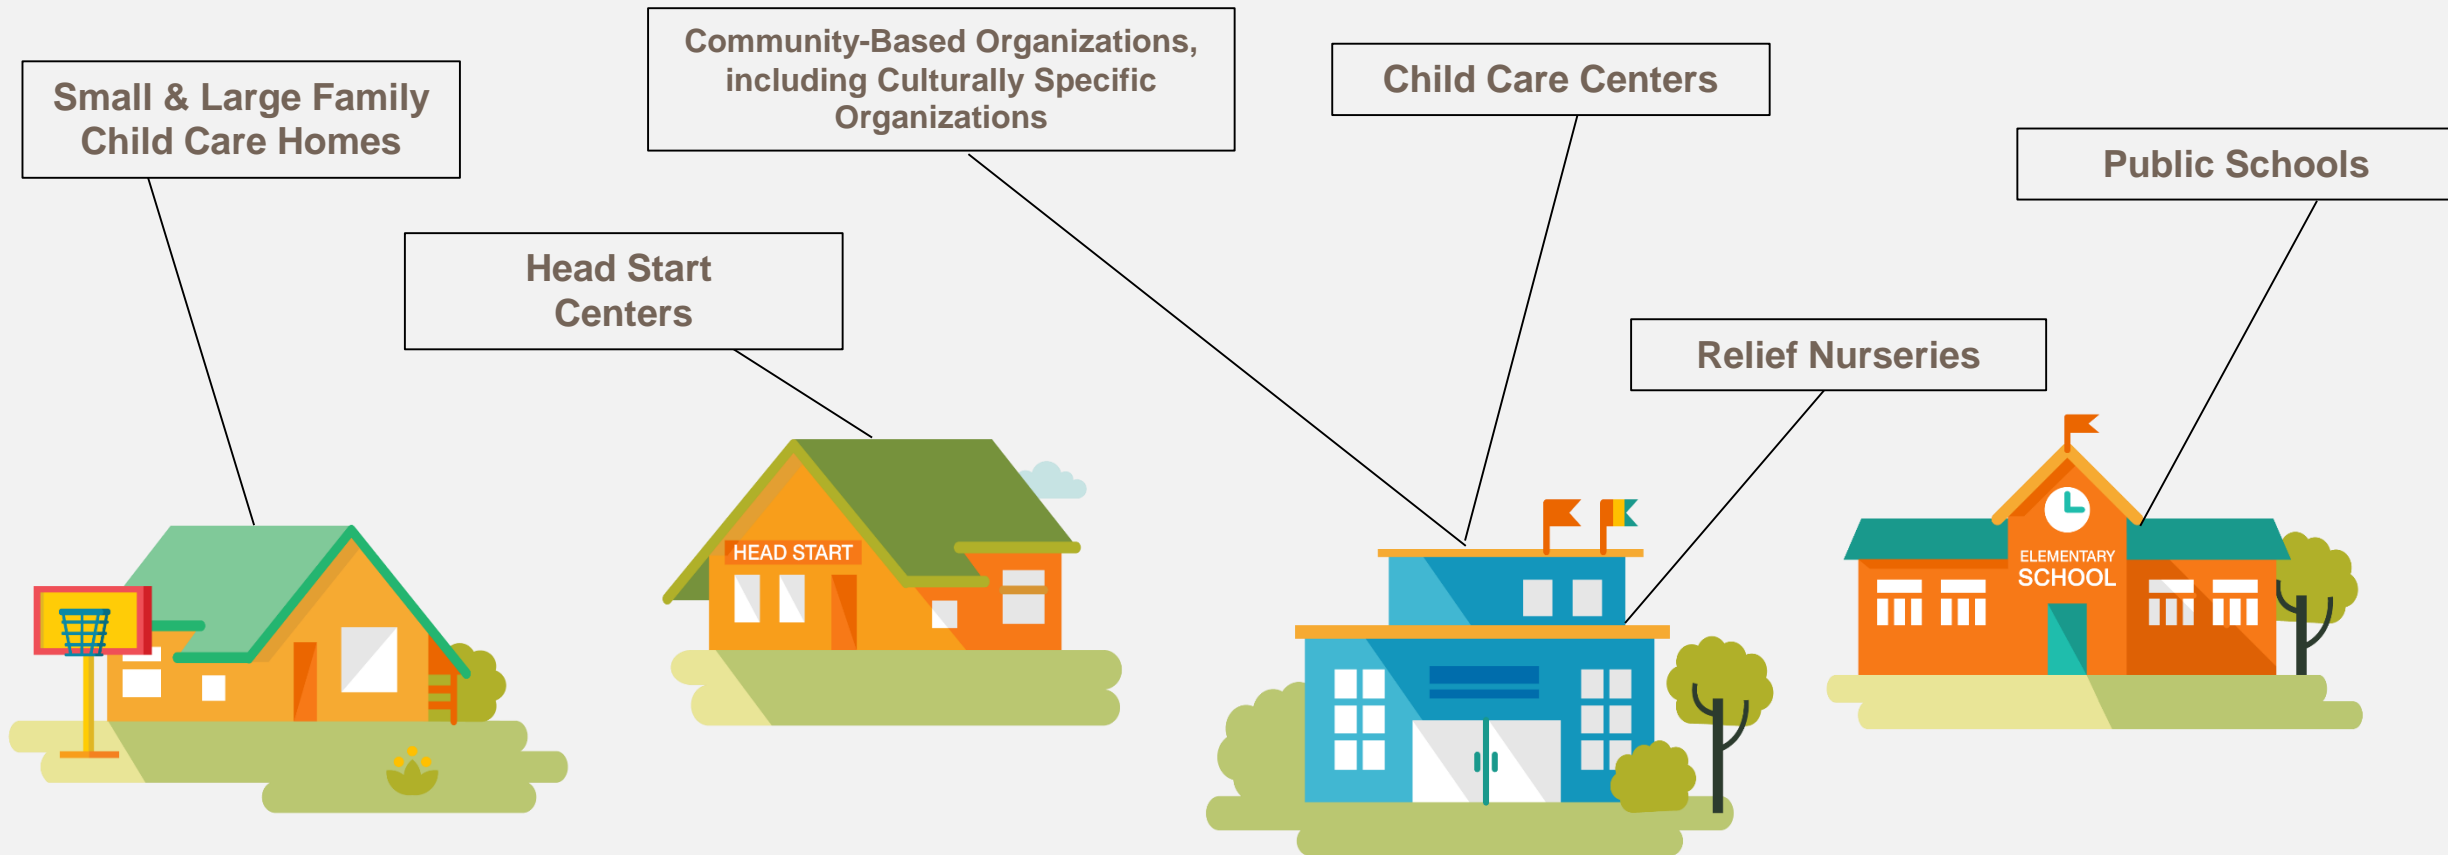 Small & Large Family
Child Care Homes
Community-Based Organizations,
including Culturally Specific
Organizations
Child Care Centers
Public Schools
Head Start
Centers
Relief Nurseries
HEAD START
ELEMENTARY
SCHOOL